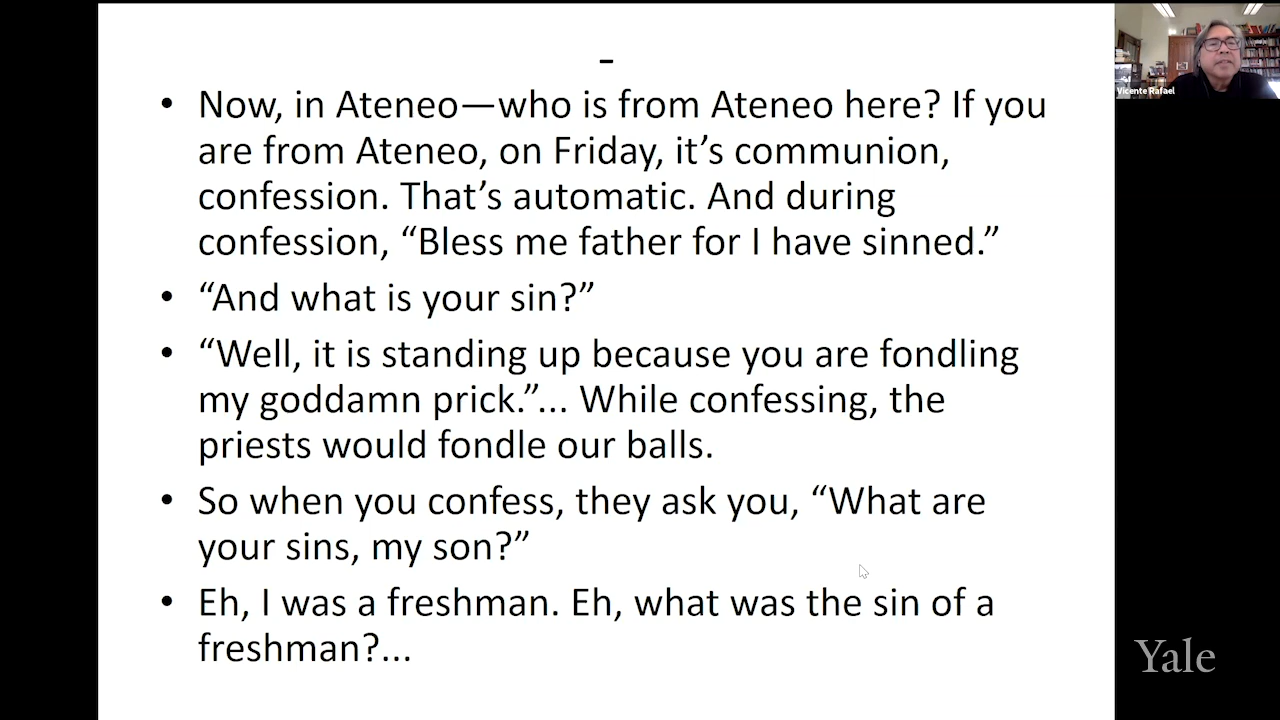 -
Vicente Rafael
• Now, in Ateneo—who is from Ateneo here? If you
are from Ateneo, on Friday, it’s communion,
confession. That’s automatic. And during
confession, “Bless me father for I have sinned.”
• “And what is your sin?”
• “Well, it is standing up because you are fondling
my goddamn prick.”... While confessing, the
priests would fondle our balls.
• So when you confess, they ask you, “What are
your sins, my son?”
• Eh, I was a freshman. Eh, what was the sin of a
freshman?...
Yale